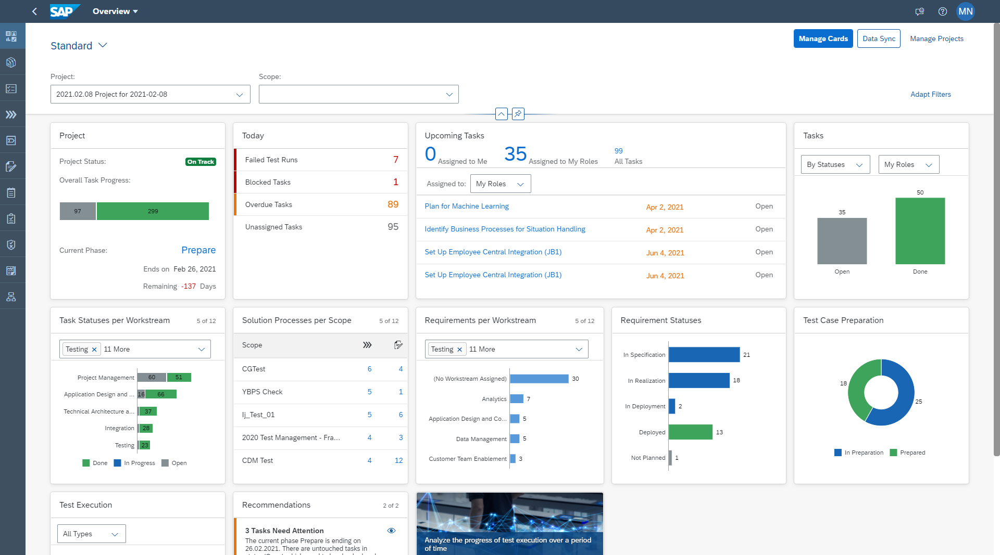 SAP
Overview
MN
Standard
Manage Cards
Data Sync
Manage Projects
Project:
Scope:
2021.02.08 Project for 2021-02-08
Adapt Filters
Project
Project Status:
On Track
Overall Task Progress:
97
299
Current Phase:
Prepare
Ends on Feb 26, 2021
Remaining -137 Days
Today
Failed Test Runs
7
Blocked Tasks
1
Overdue Tasks
89
Unassigned Tasks
95
Upcoming Tasks
0 Assigned to Me
35 Assigned to My Roles
99
All Tasks
Assigned to:
My Roles
Plan for Machine Learning
Apr 2, 2021
Open
Identify Business Processes for Situation Handling
Apr 2, 2021
Open
Set Up Employee Central Integration (JB1)
Jun 4, 2021
Open
Set Up Employee Central Integration (JB1)
Jun 4, 2021
Open
Tasks
By Statuses
My Roles
35
50
Open
Done
Task Statuses per Workstream
5 of 12
Testing
11 More
Project Management
60
51
Application Design and ...
16
66
Technical Architecture a...
37
Integration
28
Testing
23
Done
In Progress
Open
Solution Processes per Scope
5 of 12
Scope
CGTest
6
4
YBPS Check
5
1
Ij_Test_01
5
6
2020 Test Management - Fra...
4
3
CDM Test
4
12
Requirements per Workstream
5 of 12
Testing
11 More
(No Workstream Assigned)
30
Analytics
7
Application Design and Co...
5
Data Management
5
Customer Team Enablement
3
Requirement Statuses
In Specification
21
In Realization
18
In Deployment
2
Deployed
13
Not Planned
1
Test Case Preparation
18
25
In Preparation
Prepared
Test Execution
All Types
Recommendations
2 of 2
3 Tasks Need Attention
The current phase Prepare is ending on
26.02.2021. There are untouched tasks in
Analyze the progress of test execution over a period
of time